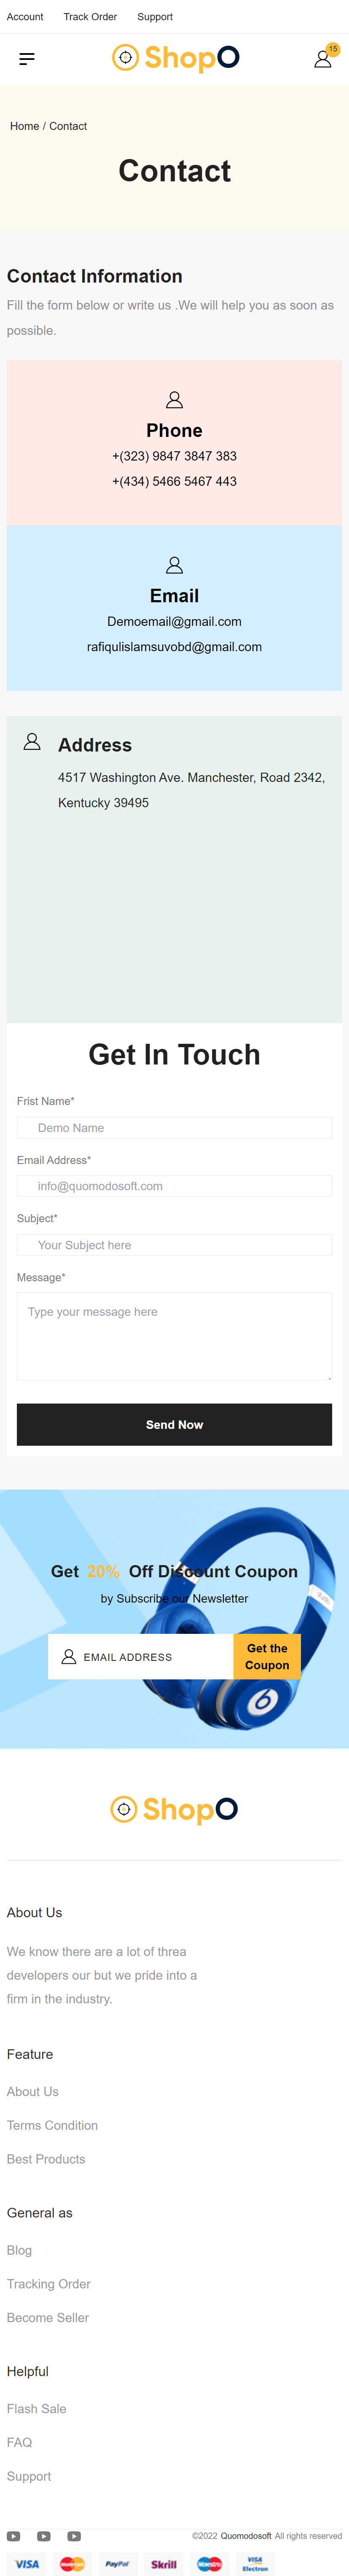 Account Track Order Support
ShopO
15
Home / Contact
Contact
Contact Information
Fill the form below or write us .We will help you as soon as
possible.
Phone
+(323) 9847 3847 383
+(434) 5466 5467 443
Email
Demoemail@gmail.com
rafiqulislamsuvobd@gmail.com
Address
4517 Washington Ave. Manchester, Road 2342,
Kentucky 39495
Get In Touch
Frist Name*
Demo Name
Email Address*
info@quomodosoft.com
Subject*
Your Subject here
Message*
Type your message here
Send Now
Get 20% Off Discount Coupon
by Subscribe our Newsletter
EMAIL ADDRESS
Get the
Coupon
ShopO
About Us
We know there are a lot of threa
developers our but we pride into a
firm in the industry.
Feature
About Us
Terms Condition
Best Products
General as
Blog
Tracking Order
Become Seller
Helpful
Flash Sale
FAQ
Support
©2022 Quomodosoft All rights reserved
VISA MasterCard PayPal Skrill Maestro VISA Electron